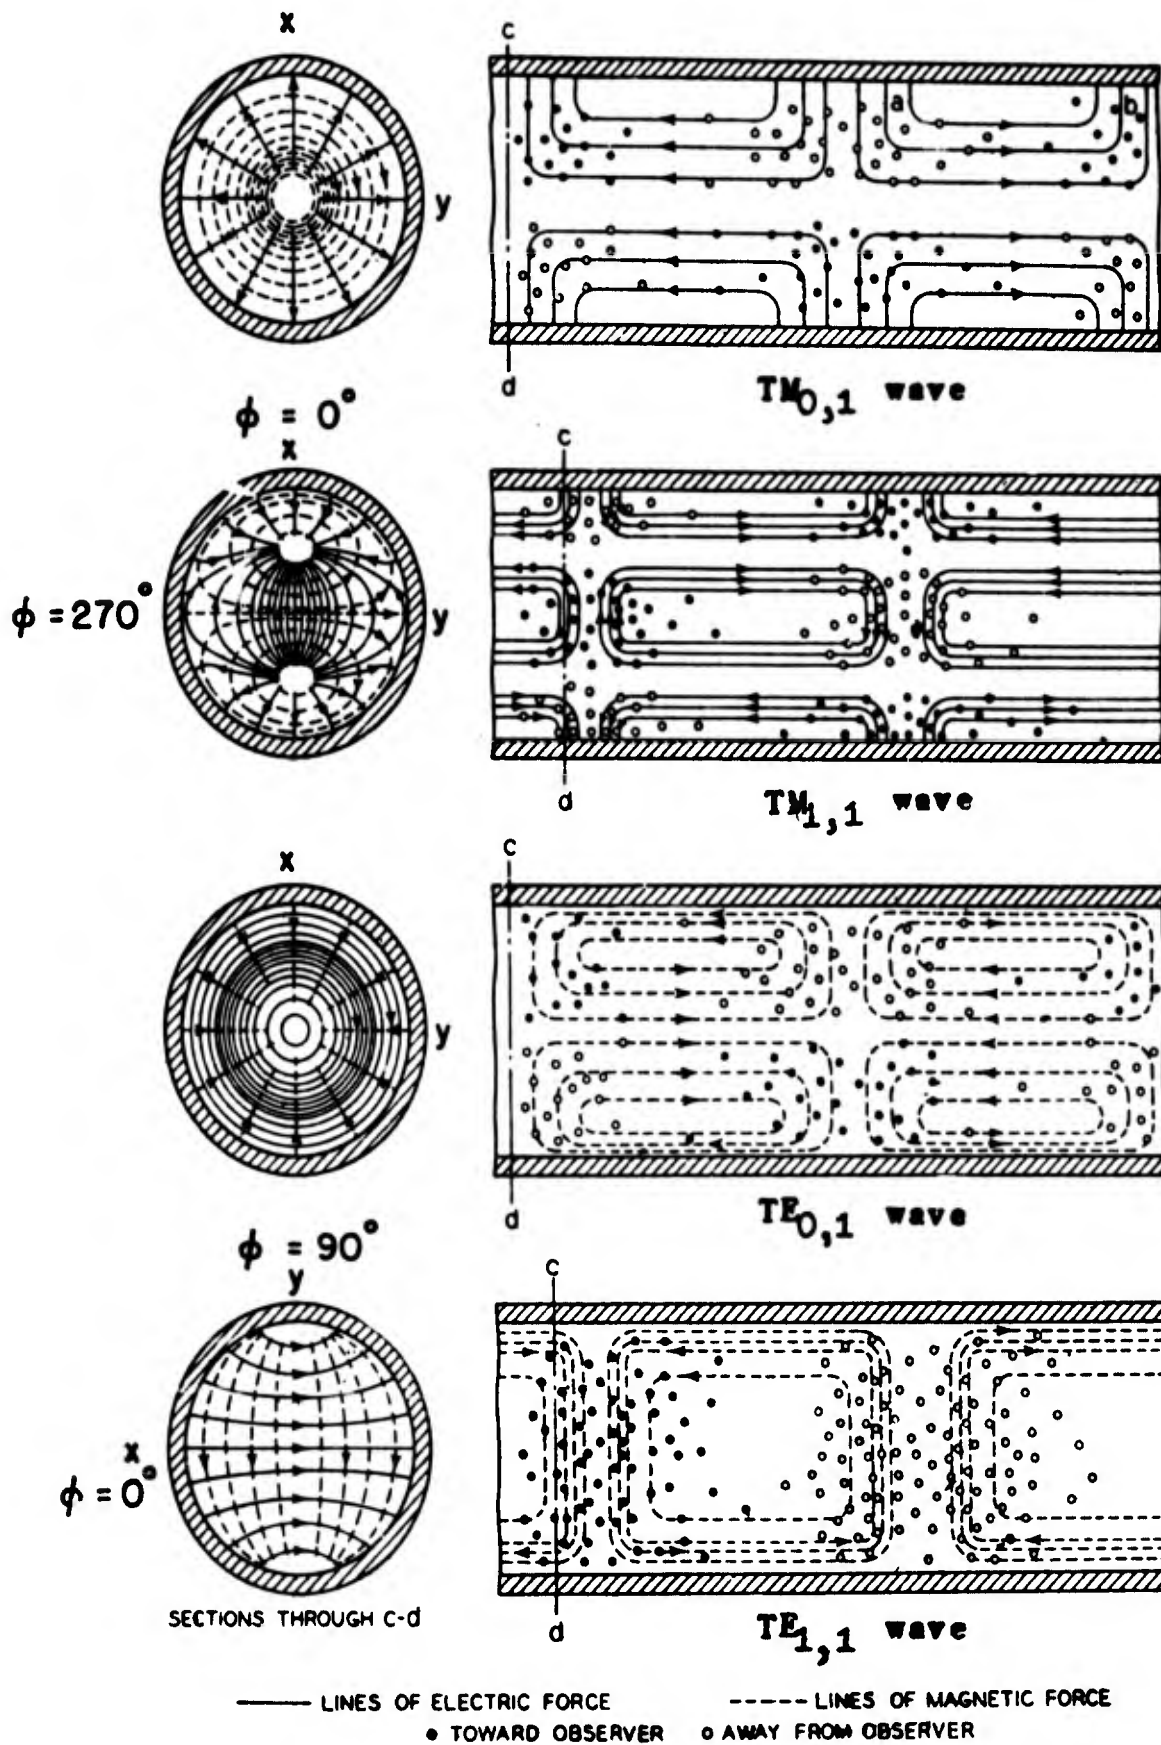 x
c
a
b
y
d
TM0,1 wave
ϕ = 0°
x
c
ϕ = 270°
y
d
TM1,1 wave
x
c
y
d
TE0,1 wave
ϕ = 90°
y
c
x
ϕ = 0°
SECTIONS THROUGH C-d
d
TE1,1 wave
LINES OF ELECTRIC FORCE
LINES OF MAGNETIC FORCE
• TOWARD OBSERVER
o AWAY FROM OBSERVER